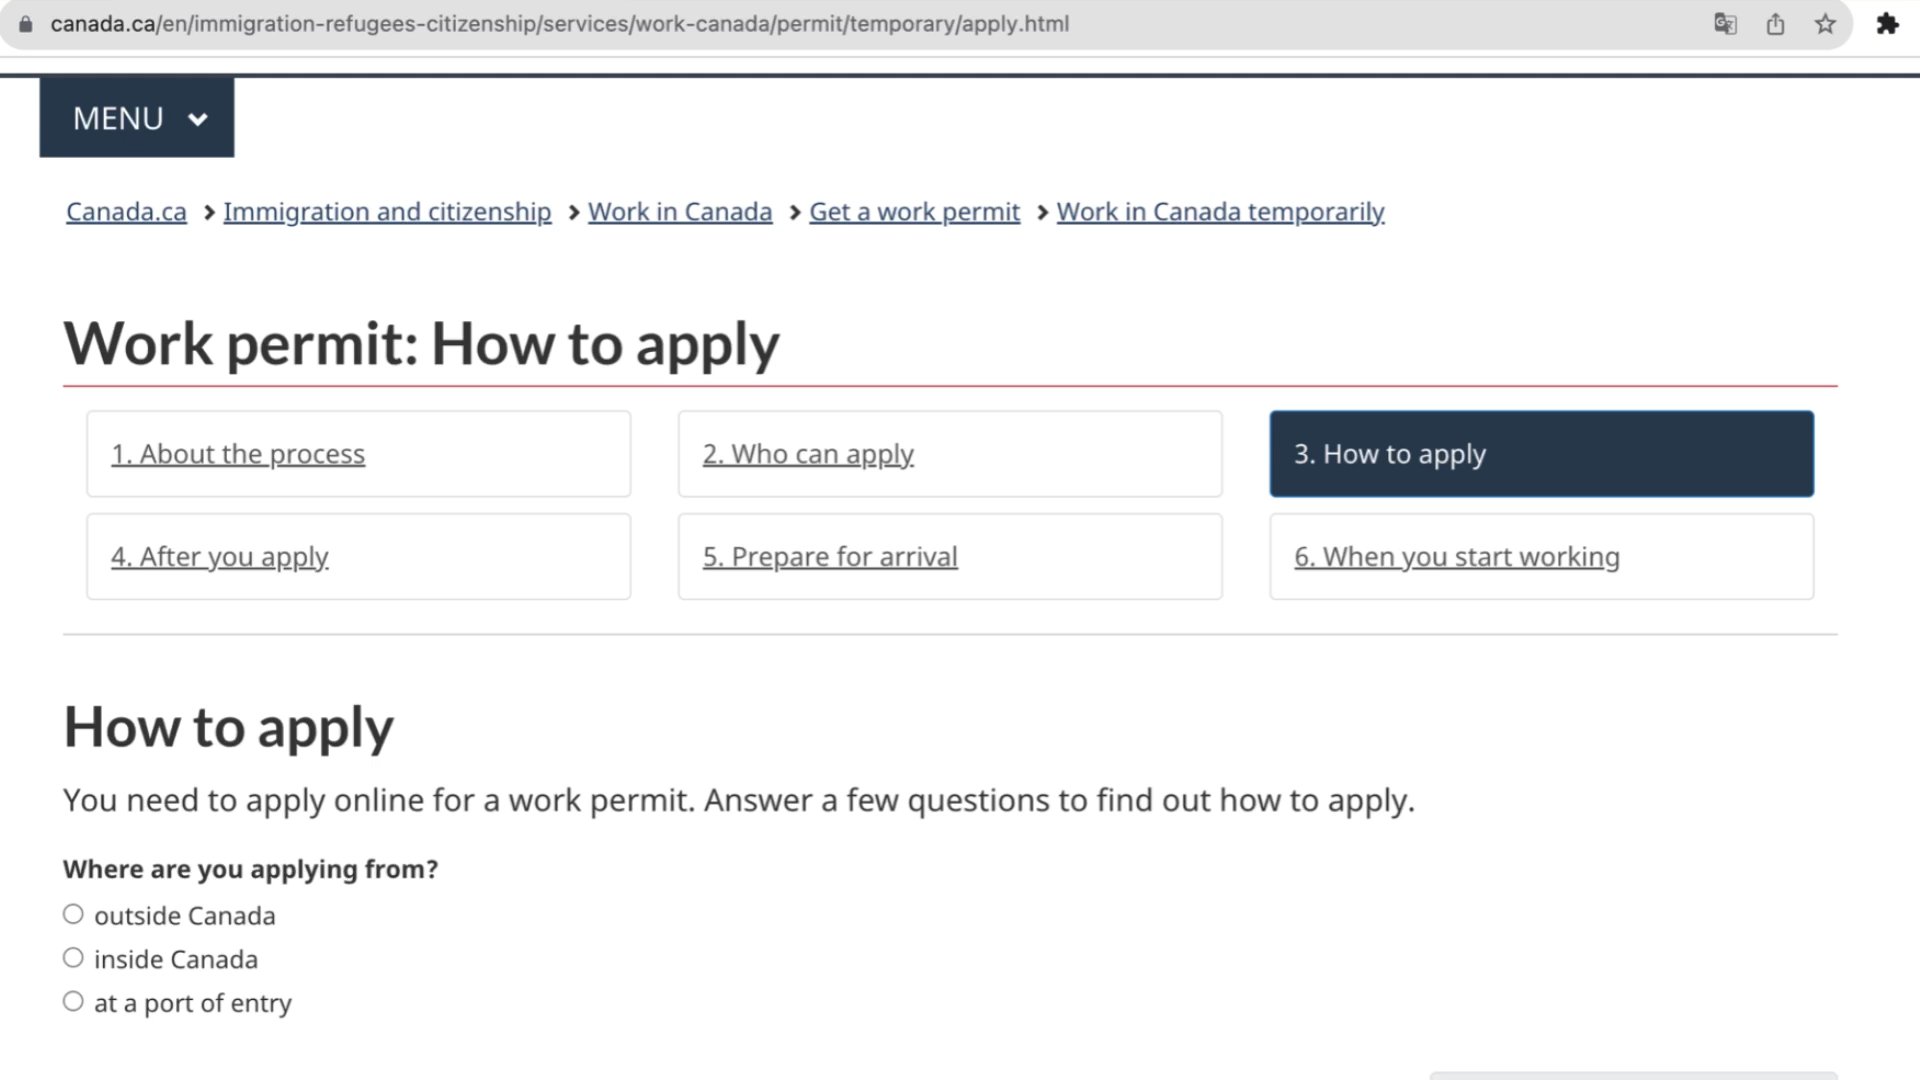 canada.ca/en/immigration-refugees-citizenship/services/work-canada/permit/temporary/apply.html
MENU
Canada.ca > Immigration and citizenship > Work in Canada > Get a work permit > Work in Canada temporarily
Work permit: How to apply
1. About the process
2. Who can apply
3. How to apply
4. After you apply
5. Prepare for arrival
6. When you start working
How to apply
You need to apply online for a work permit. Answer a few questions to find out how to apply.
Where are you applying from?
outside Canada
inside Canada
at a port of entry